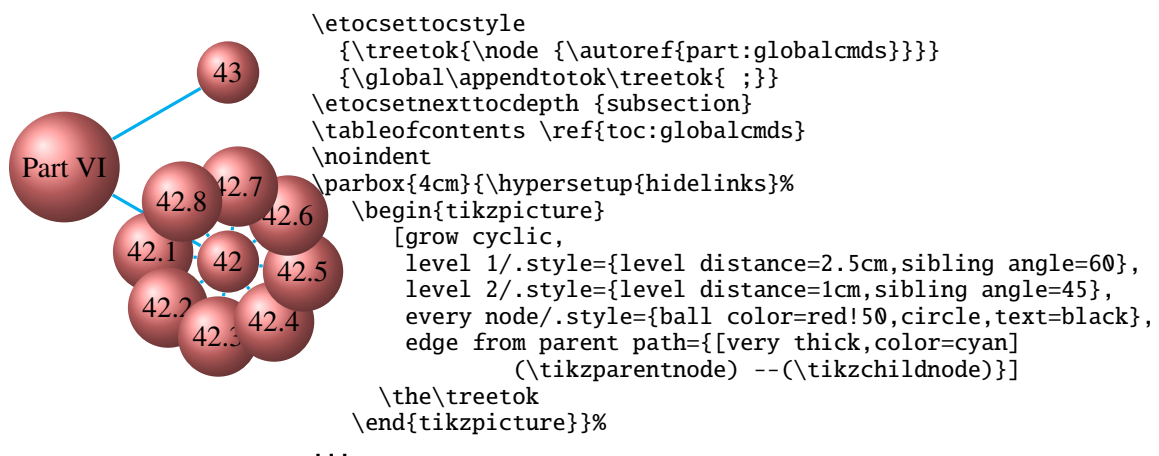 43
Part VI
42.7
42.8
42.6
42.1
42
42.5
42.2
42.4
42.3
\etocsettocstyle
  {\treetok{\node {\autoref{part:globalcmds}}}}
  {\global\appendtotok\treetok{ ;}}
\etocsetnexttocdepth {subsection}
\tableofcontents \ref{toc:globalcmds}
\noindent
\parbox{4cm}{\hypersetup{hidelinks}%
   \begin{tikzpicture}
      [grow cyclic,
       level 1/.style={level distance=2.5cm,sibling angle=60},
       level 2/.style={level distance=1cm,sibling angle=45},
       every node/.style={ball color=red!50,circle,text=black},
       edge from parent path={[very thick,color=cyan]
               (\tikzparentnode) --(\tikzchildnode)}]
     \the\treetok
   \end{tikzpicture}}%
...